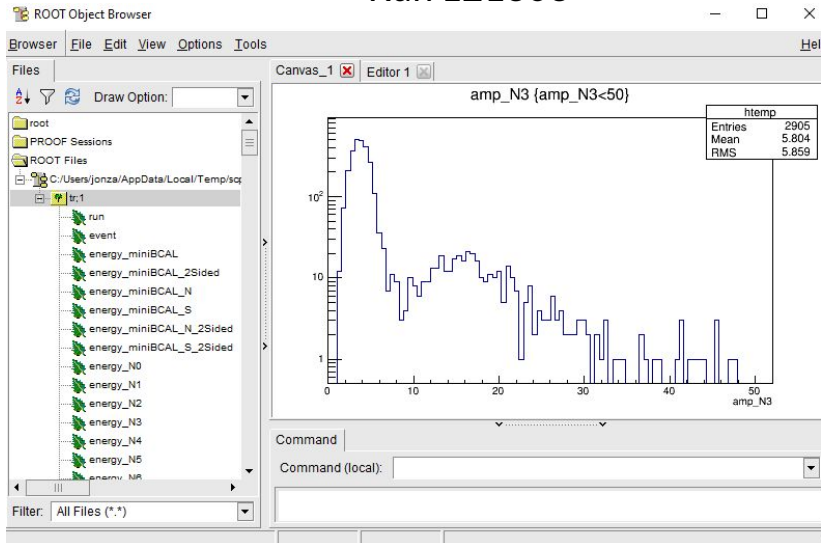 ROOT Object Browser
Browser File Edit View Options Tools
Files
Draw Option:
root
PROOF Sessions
ROOT Files
C:/Users/jonza/AppData/Local/Temp/scp
tr;1
run
event
energy_miniBCAL
energy_miniBCAL_2Sided
energy_miniBCAL_N
energy_miniBCAL_S
energy_miniBCAL_N_2Sided
energy_miniBCAL_S_2Sided
energy_N0
energy_N1
energy_N2
energy_N3
energy_N4
energy_N5
energy_N6
Filter: All Files (*.*)
Canvas_1 Editor 1
amp_N3 {amp_N3<50}
htemp
Entries 2905
Mean 5.804
RMS 5.859
10²
10
1
0 10 20 30 40 50
amp_N3
Command
Command (local):